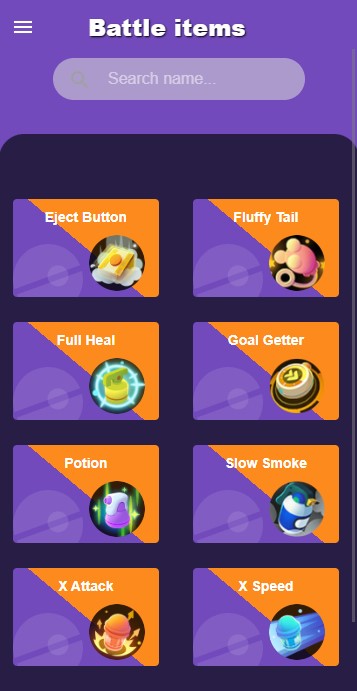 Battle items
Search name...
Eject Button
Fluffy Tail
Full Heal
Goal Getter
Potion
Slow Smoke
X Attack
X Speed